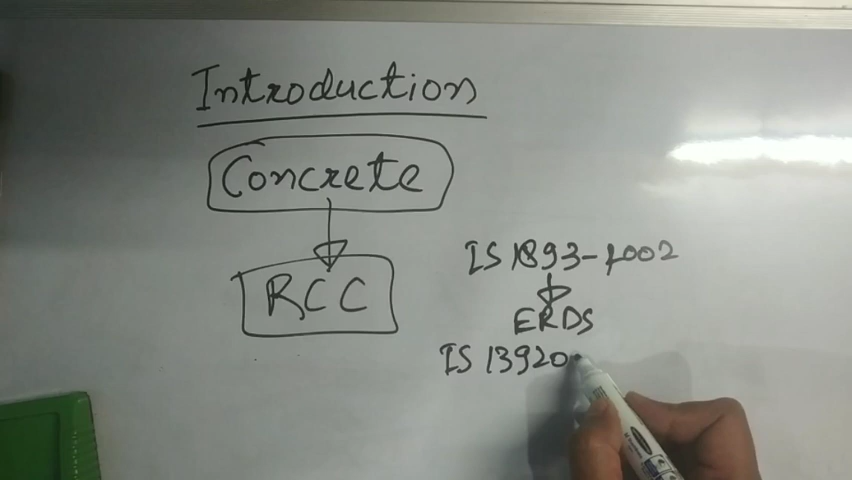 Introduction
Concrete
RCC
IS 1893-2002
ERDS
IS 13920